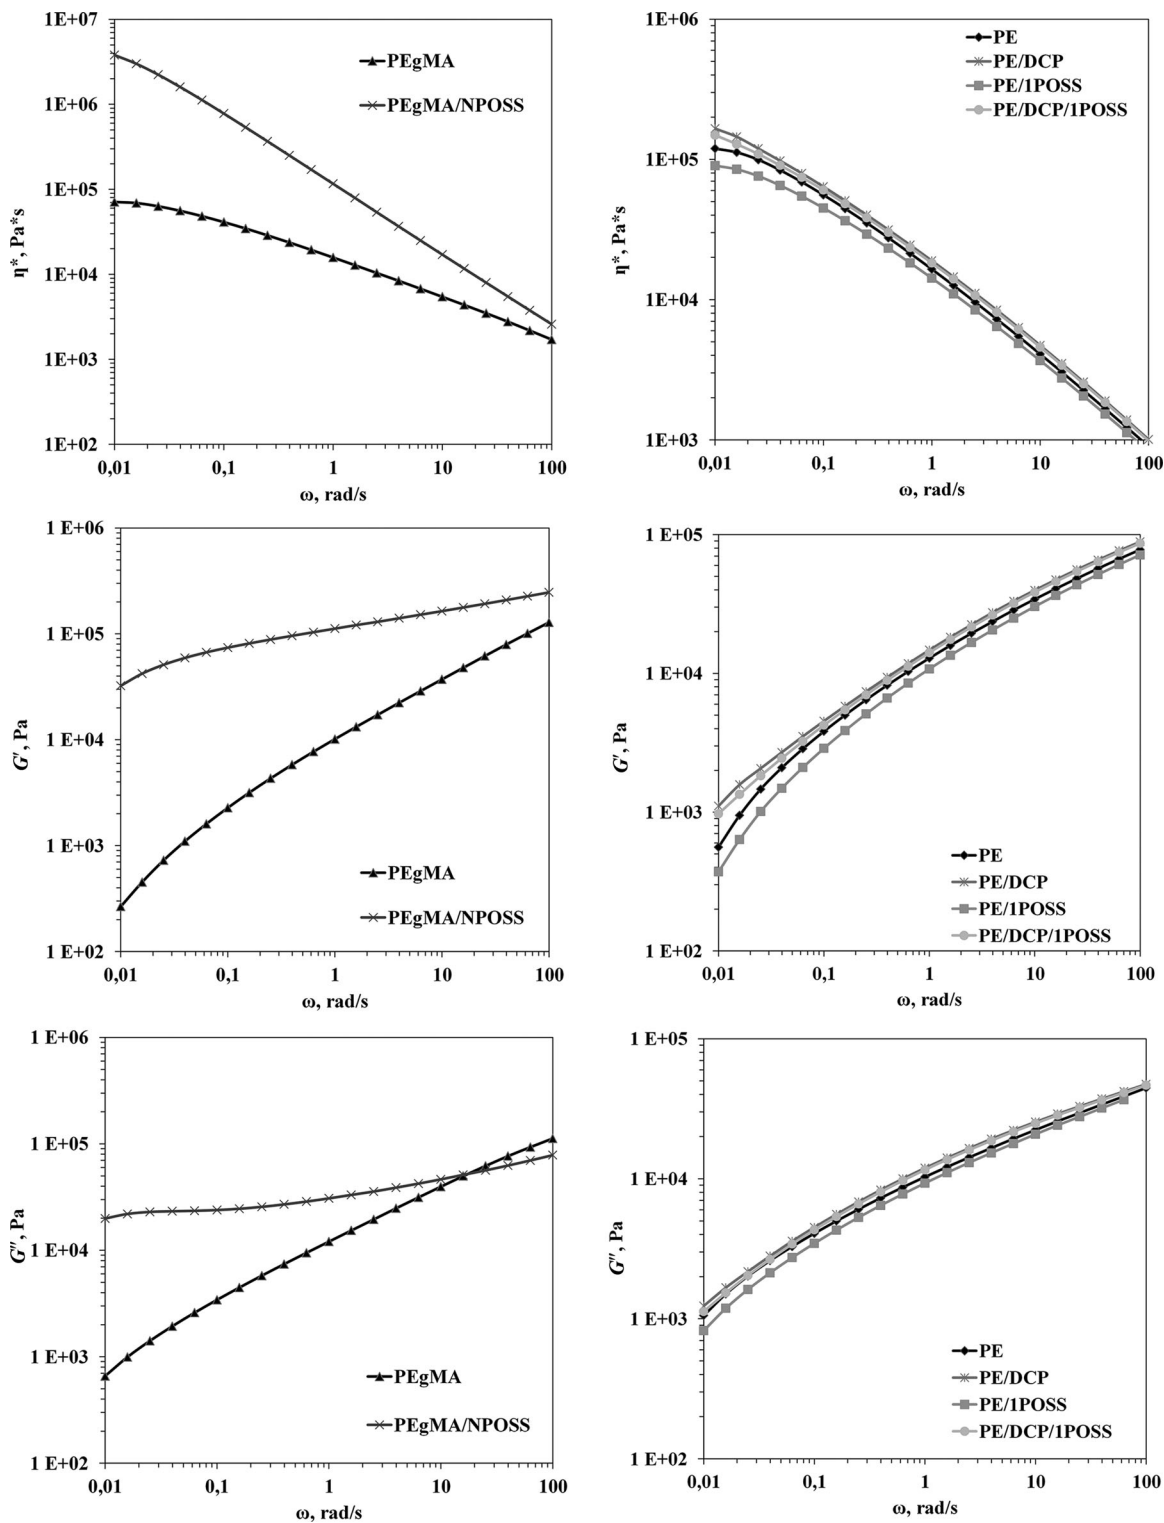 1E+07
1E+06
1E+05
1E+04
1E+03
1E+02
η*, Pa*s
PEgMA
PEgMA/NPOSS
0,01 0,1 1 10 100
ω, rad/s
1E+06
1E+05
1E+04
1E+03
η*, Pa*s
PE
PE/DCP
PE/1POSS
PE/DCP/1POSS
0,01 0,1 1 10 100
ω, rad/s
1 E+06
1 E+05
1 E+04
1 E+03
1 E+02
G', Pa
PEgMA
PEgMA/NPOSS
0,01 0,1 1 10 100
ω, rad/s
1 E+05
1 E+04
1 E+03
1 E+02
G', Pa
PE
PE/DCP
PE/1POSS
PE/DCP/1POSS
0,01 0,1 1 10 100
ω, rad/s
1 E+06
1 E+05
1 E+04
1 E+03
1 E+02
G'', Pa
PEgMA
PEgMA/NPOSS
0,01 0,1 1 10 100
ω, rad/s
1 E+05
1 E+04
1 E+03
1 E+02
G'', Pa
PE
PE/DCP
PE/1POSS
PE/DCP/1POSS
0,01 0,1 1 10 100
ω, rad/s